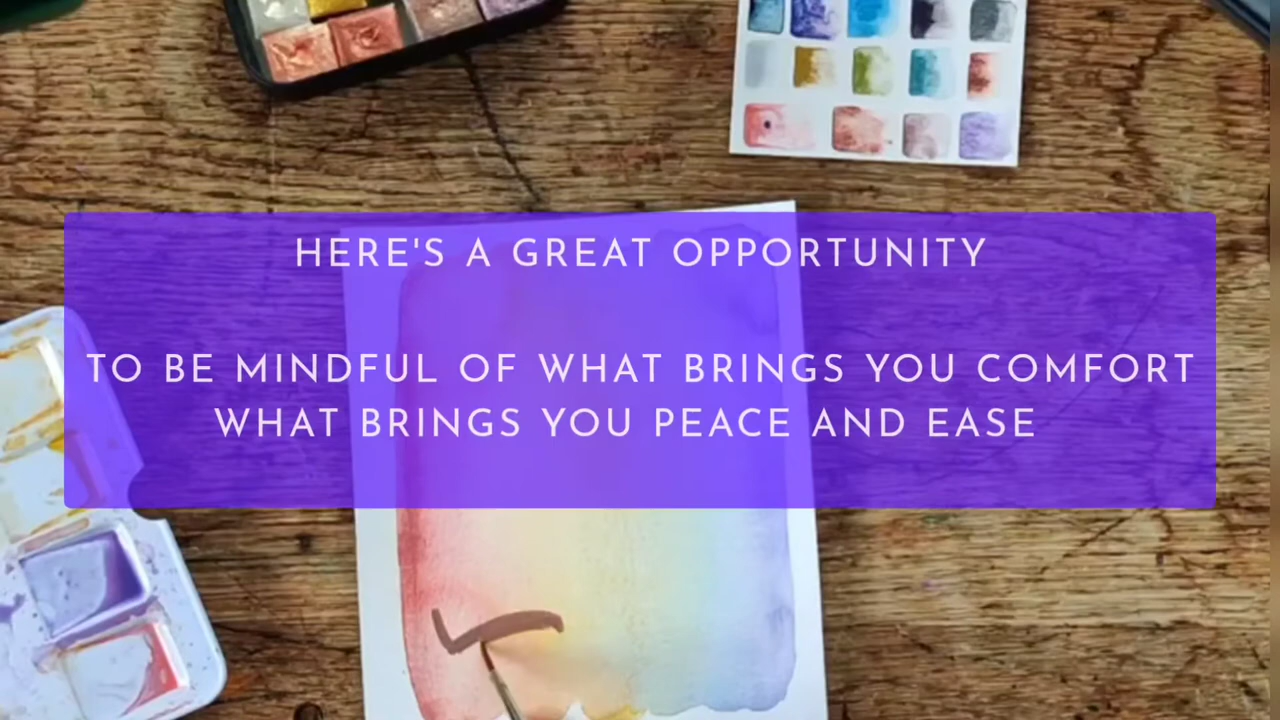 HERE'S A GREAT OPPORTUNITY
TO BE MINDFUL OF WHAT BRINGS YOU COMFORT
WHAT BRINGS YOU PEACE AND EASE